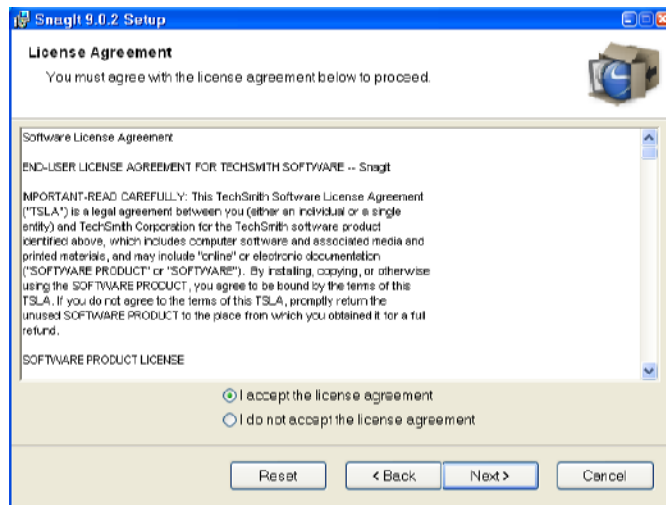 SnagIt 9.0.2 Setup
License Agreement
You must agree with the license agreement below to proceed.
Software License Agreement
END-USER LICENSE AGREEMENT FOR TECHSMITH SOFTWARE -- SnagIt
IMPORTANT-READ CAREFULLY: This TechSmith Software License Agreement
("TSLA") is a legal agreement between you (either an individual or a single
entity) and TechSmith Corporation for the TechSmith software product
identified above, which includes computer software and associated media and
printed materials, and may include "online" or electronic documentation
("SOFTWARE PRODUCT" or "SOFTWARE"). By installing, copying, or otherwise
using the SOFTWARE PRODUCT, you agree to be bound by the terms of this
TSLA. If you do not agree to the terms of this TSLA, promptly return the
unused SOFTWARE PRODUCT to the place from which you obtained it for a full
refund.
SOFTWARE PRODUCT LICENSE
I accept the license agreement
I do not accept the license agreement
Reset
< Back
Next >
Cancel